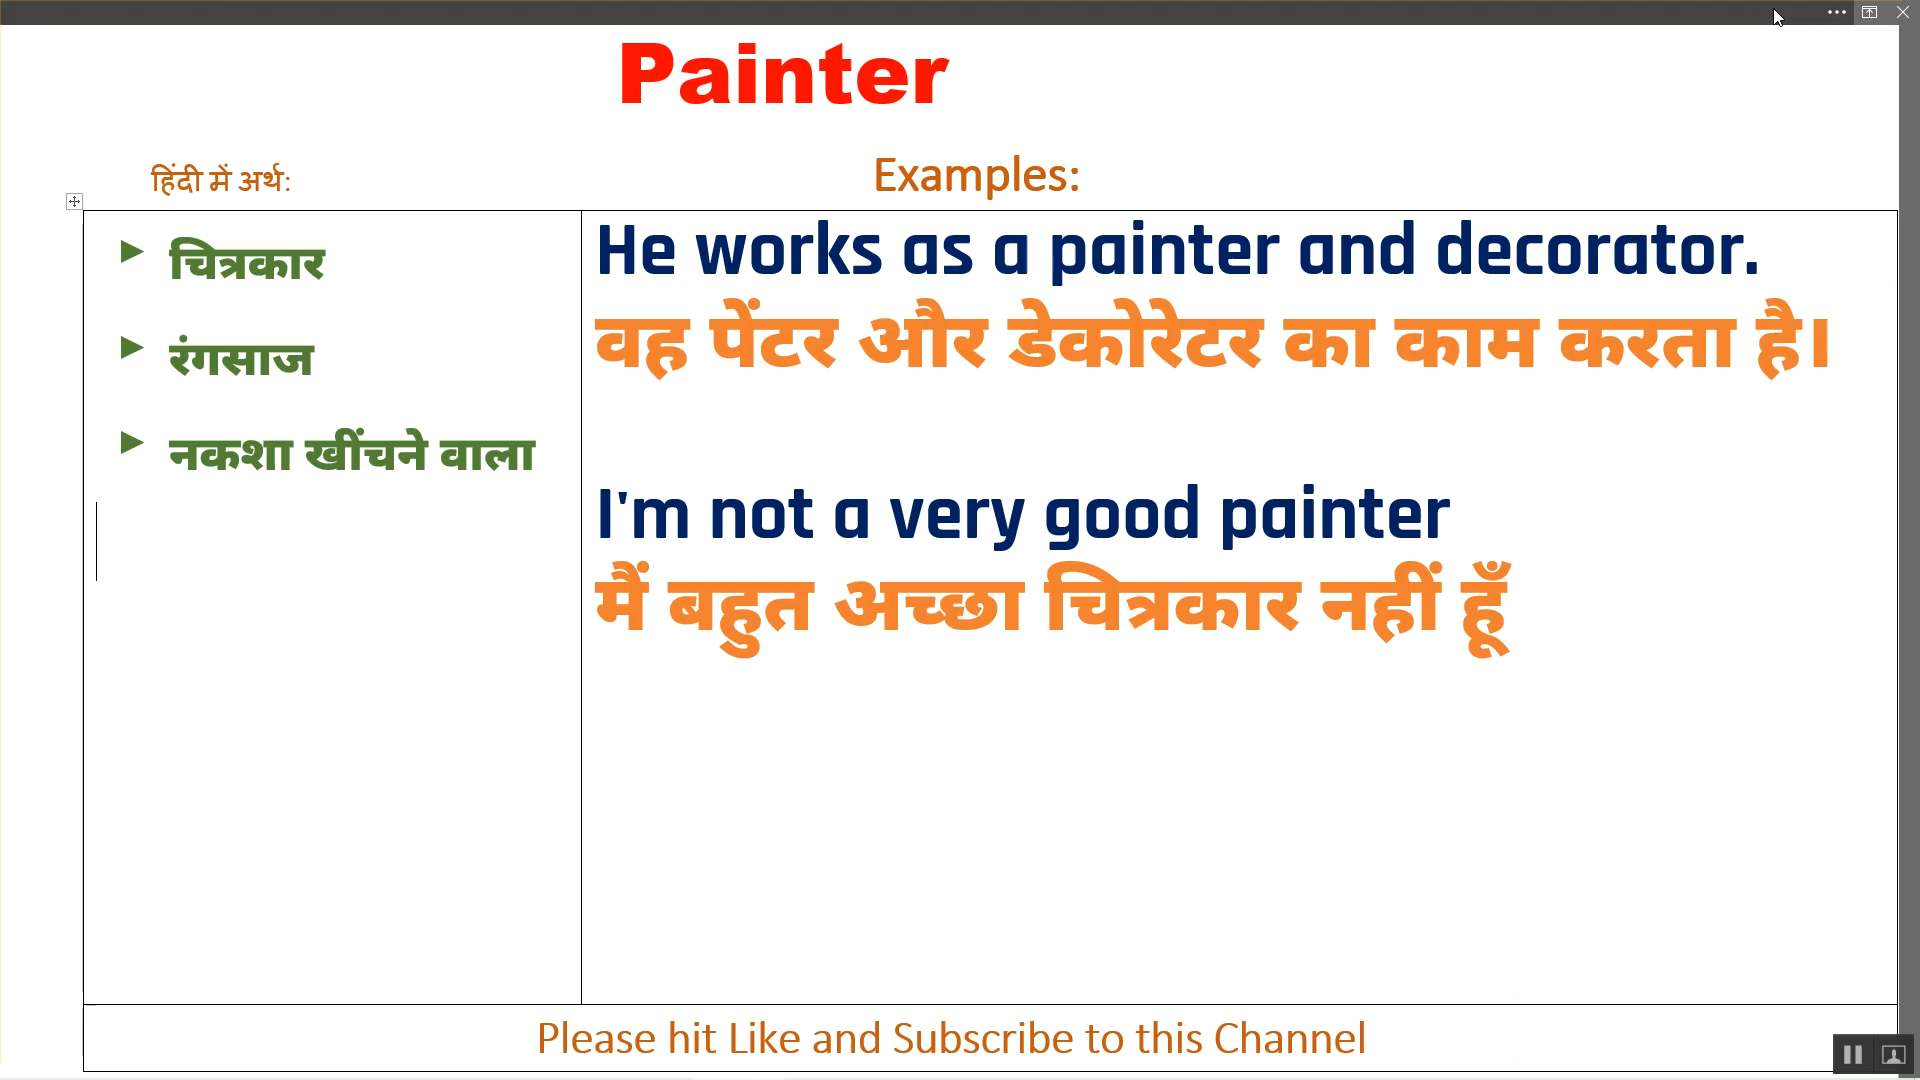 Painter
हिंदी में अर्थ:
Examples:
चित्रकार
रंगसाज
नकशा खींचने वाला
He works as a painter and decorator.
वह पेंटर और डेकोरेटर का काम करता है।
I'm not a very good painter
मैं बहुत अच्छा चित्रकार नहीं हूँ
Please hit Like and Subscribe to this Channel